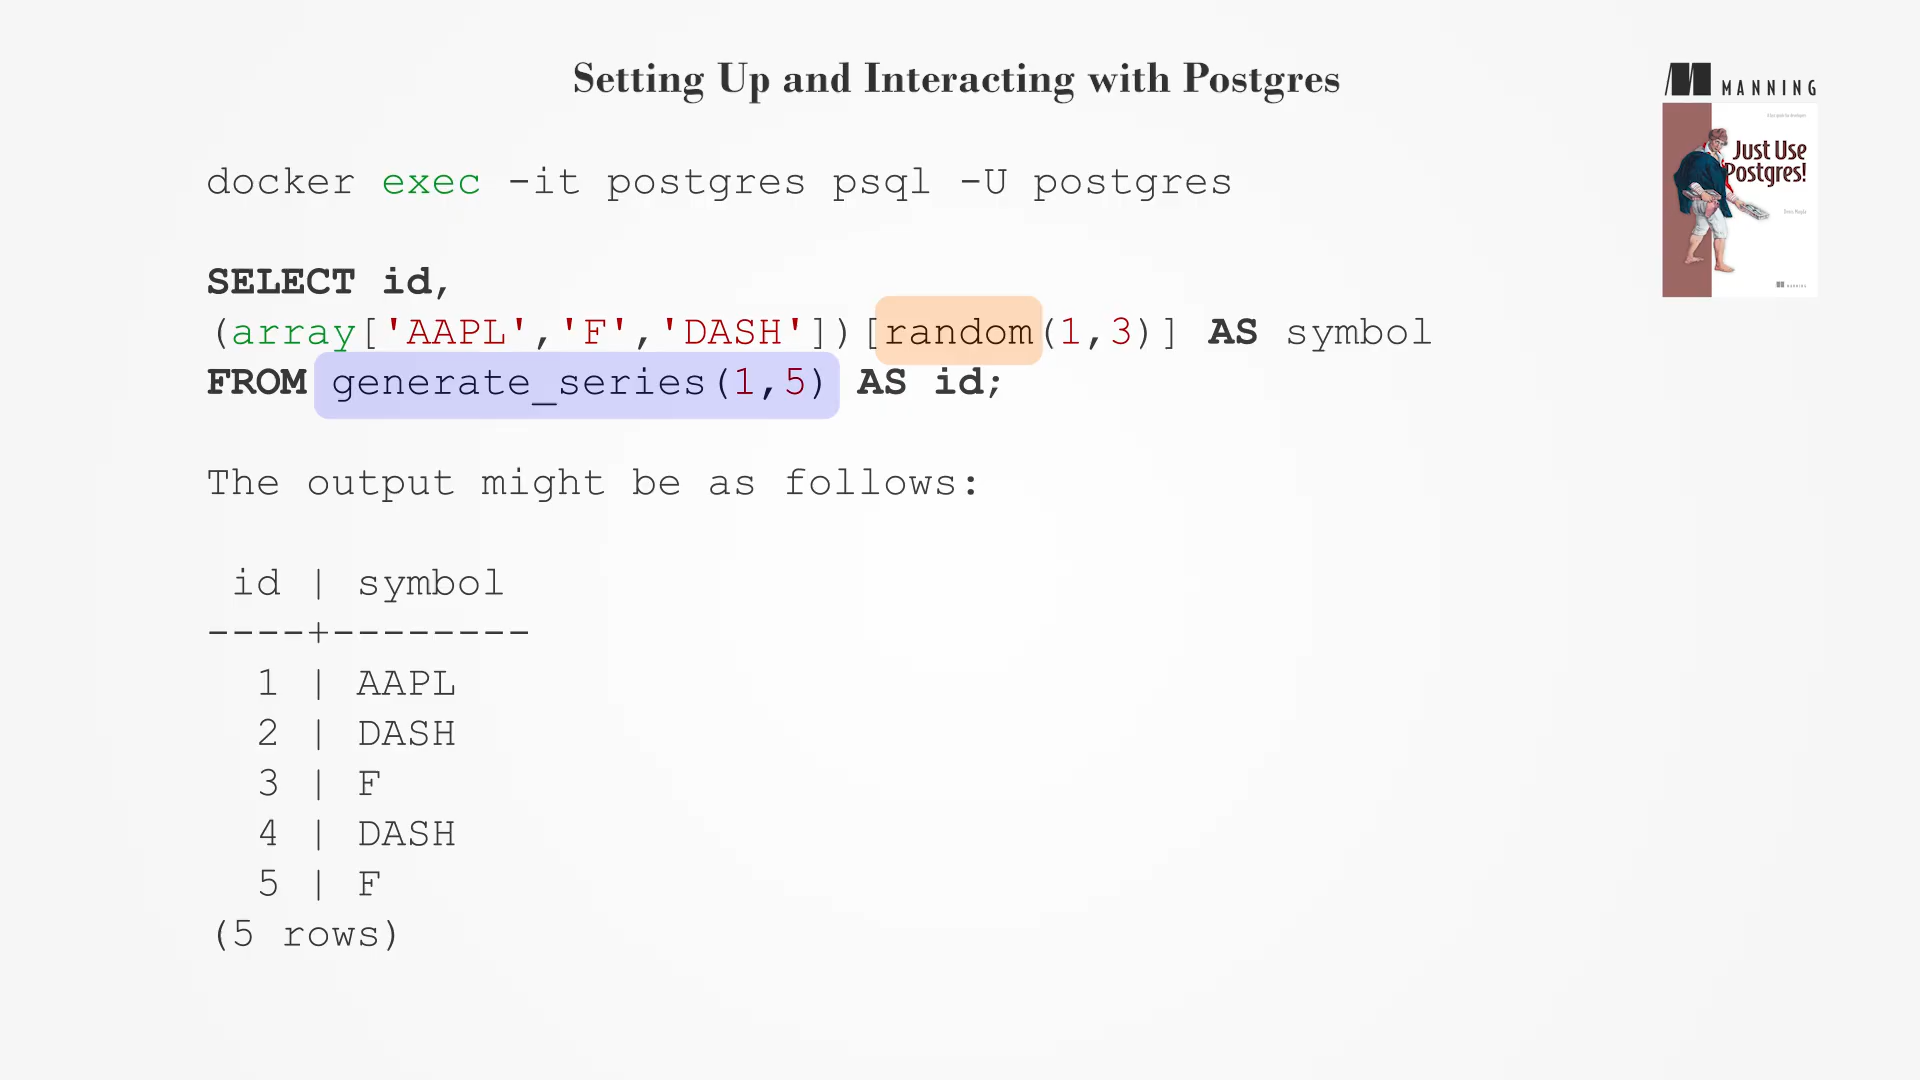 Setting Up and Interacting with Postgres
MANNING
Just Use
Postgres!
docker exec -it postgres psql -U postgres
SELECT id,
(array['AAPL','F','DASH'])[random(1,3)] AS symbol
FROM generate_series(1,5) AS id;
The output might be as follows:
 id | symbol
----+--------
  1 | AAPL
  2 | DASH
  3 | F
  4 | DASH
  5 | F
(5 rows)